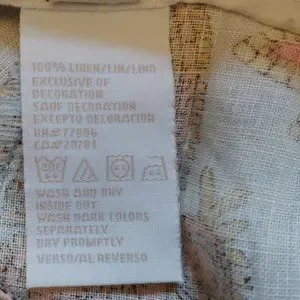 100% LINEN/LIN/LINO
EXCLUSIVE OF
DECORATION
SAUF DECORATION
EXCEPTO DECORACION
RN# 77806
CA# 20701
WASH AND DRY
INSIDE OUT
WASH DARK COLORS
SEPARATELY
DRY PROMPTLY
VERSO/AL REVERSO